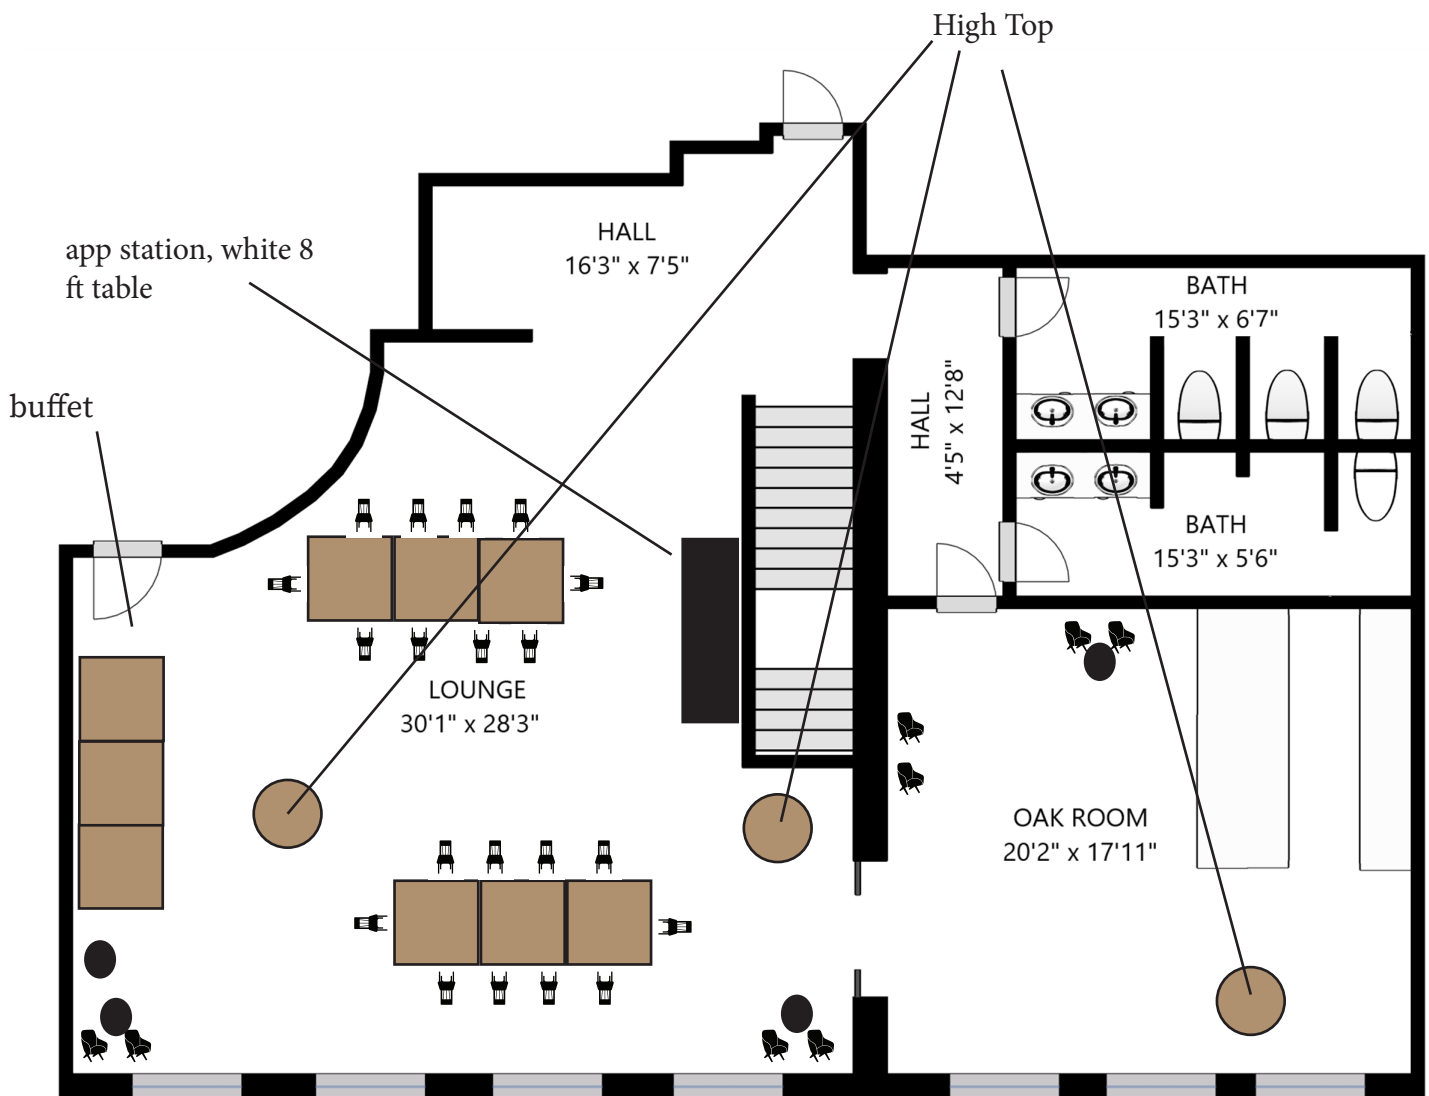 High Top
HALL
16'3" x 7'5"
app station, white 8
ft table
BATH
15'3" x 6'7"
buffet
HALL
4'5" x 12'8"
BATH
15'3" x 5'6"
LOUNGE
30'1" x 28'3"
OAK ROOM
20'2" x 17'11"